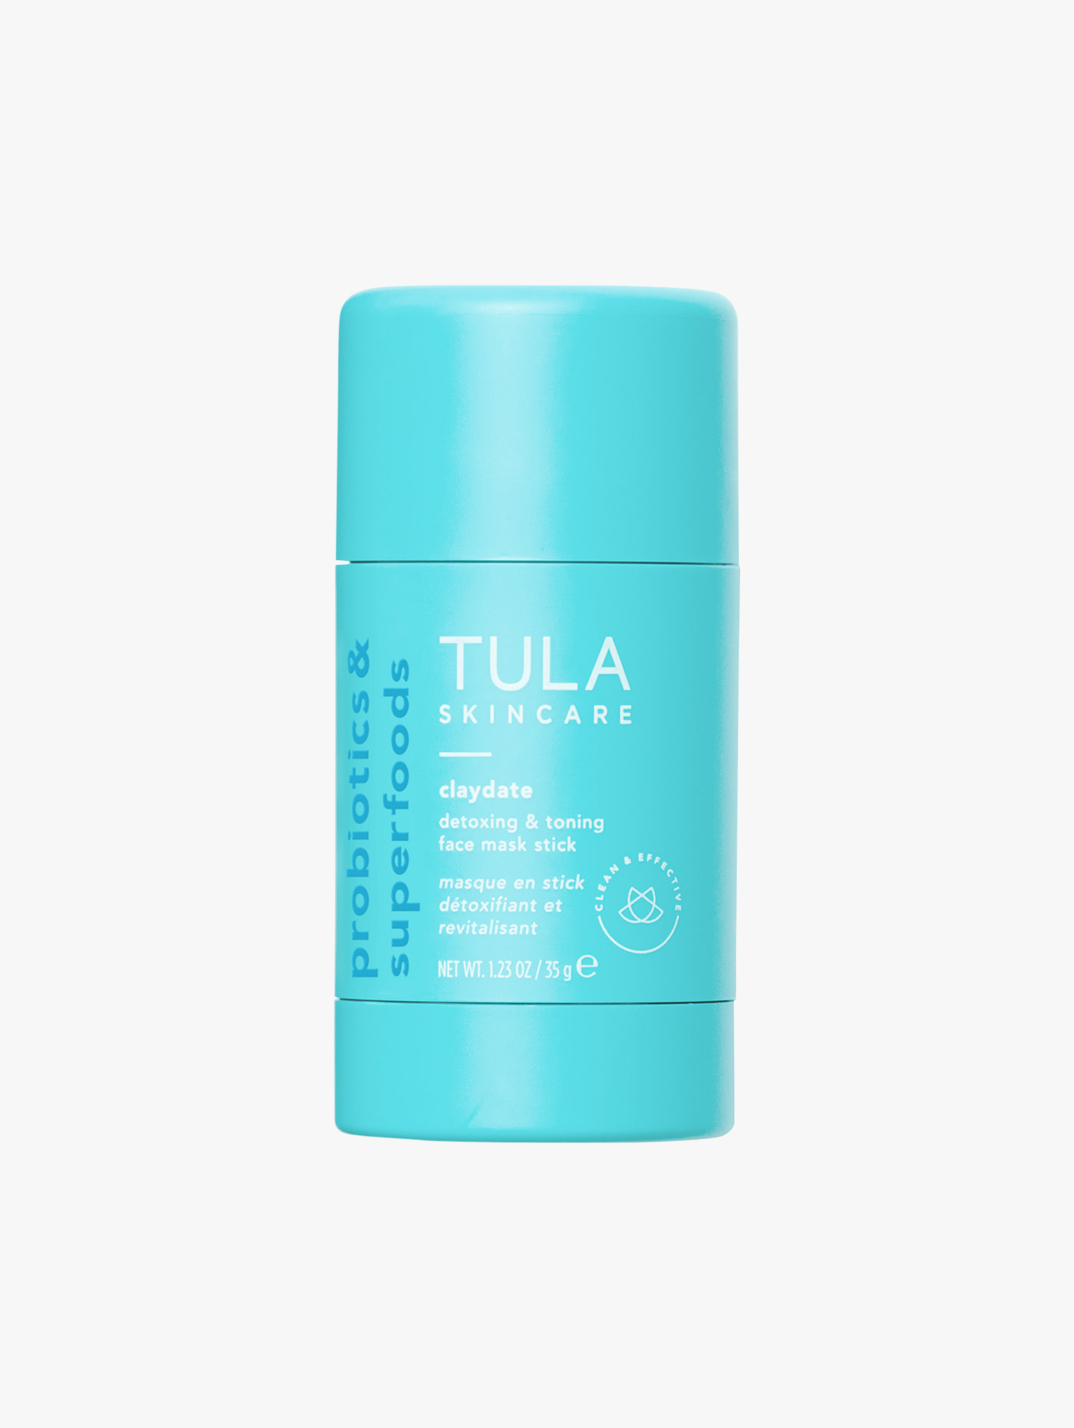 probiotics &
superfoods
TULA
SKINCARE
claydate
detoxing & toning
face mask stick
masque en stick
détoxifiant et
revitalisant
CLEAN & EFFECTIVE
NET WT. 1.23 OZ / 35 g ℮